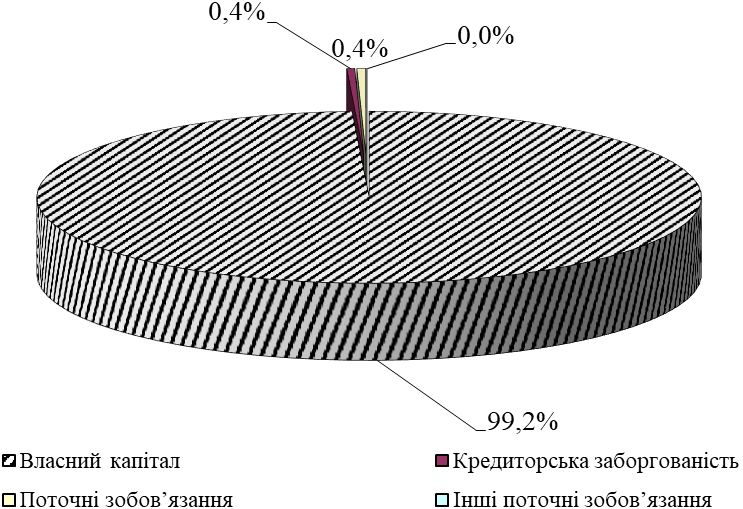 0,4%
0,4%
0,0%
99,2%
Власний капітал
Кредиторська заборгованість
Поточні зобов’язання
Інші поточні зобов’язання